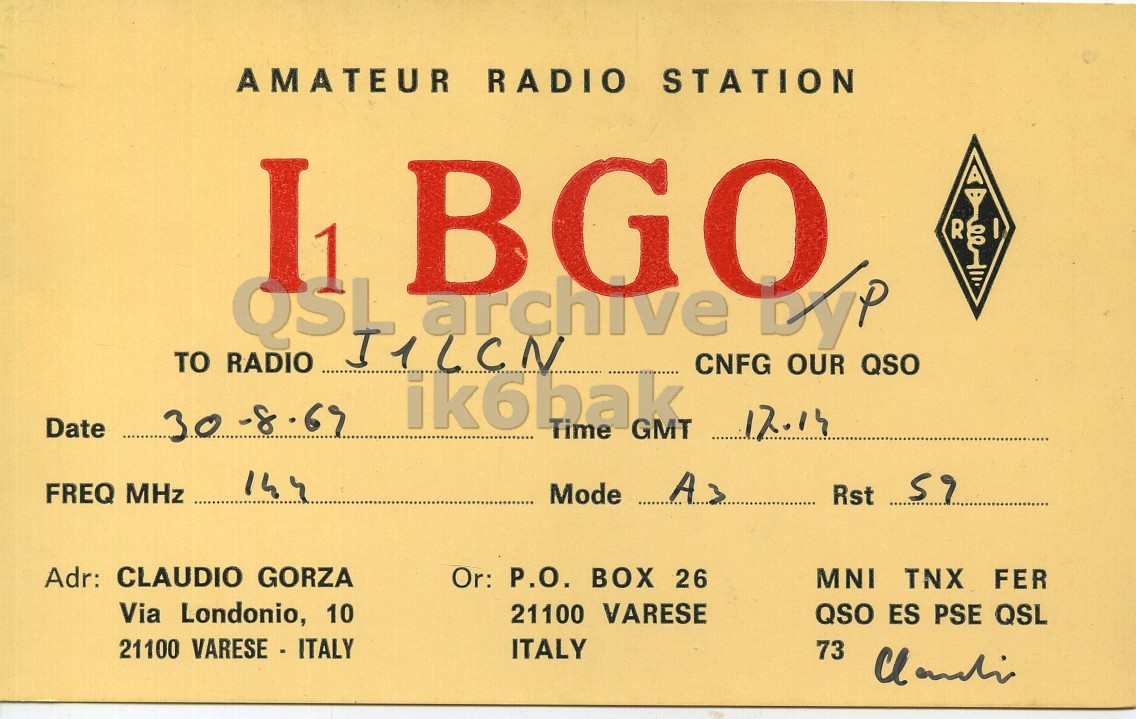 AMATEUR RADIO STATION
I1 BGO /P
A
R I
QSL archive by
TO RADIO I1LCN CNFG OUR QSO
ik6bak
Date 30-8-69 Time GMT
FREQ MHz 144 Mode A3 Rst 59
Adr: CLAUDIO GORZA Or: P.O. BOX 26 MNI TNX FER
Via Londonio, 10 21100 VARESE QSO ES PSE QSL
21100 VARESE - ITALY ITALY 73 Claudio